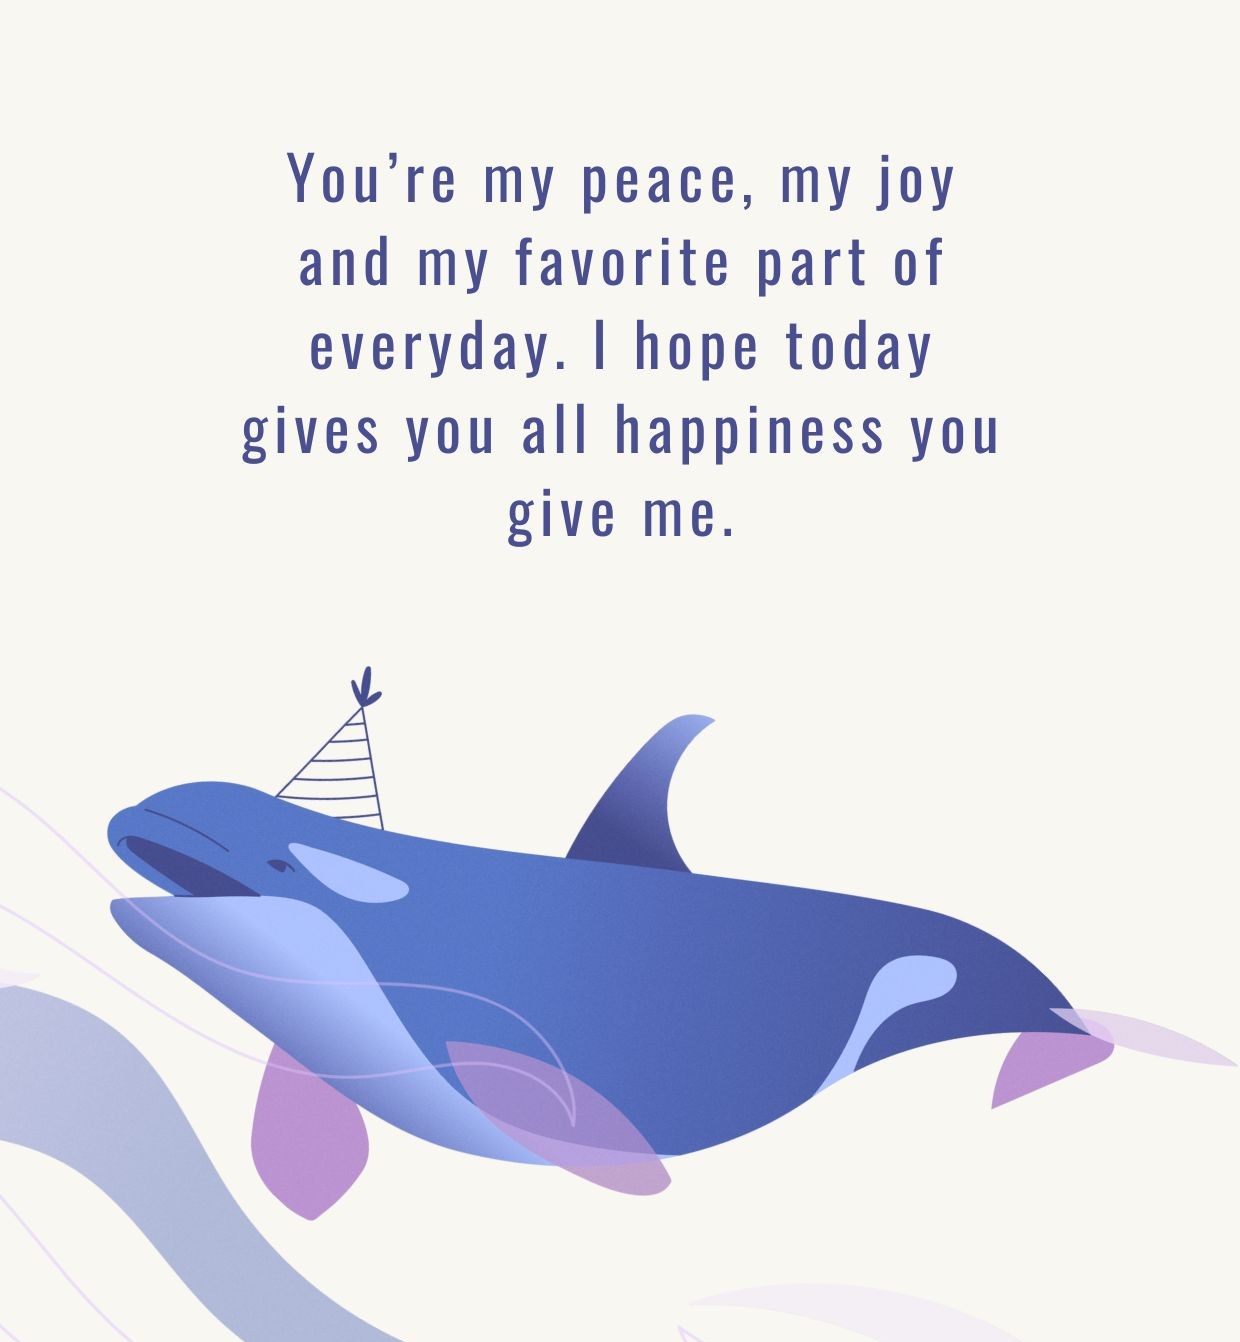 You’re my peace, my joy
and my favorite part of
everyday. I hope today
gives you all happiness you
give me.